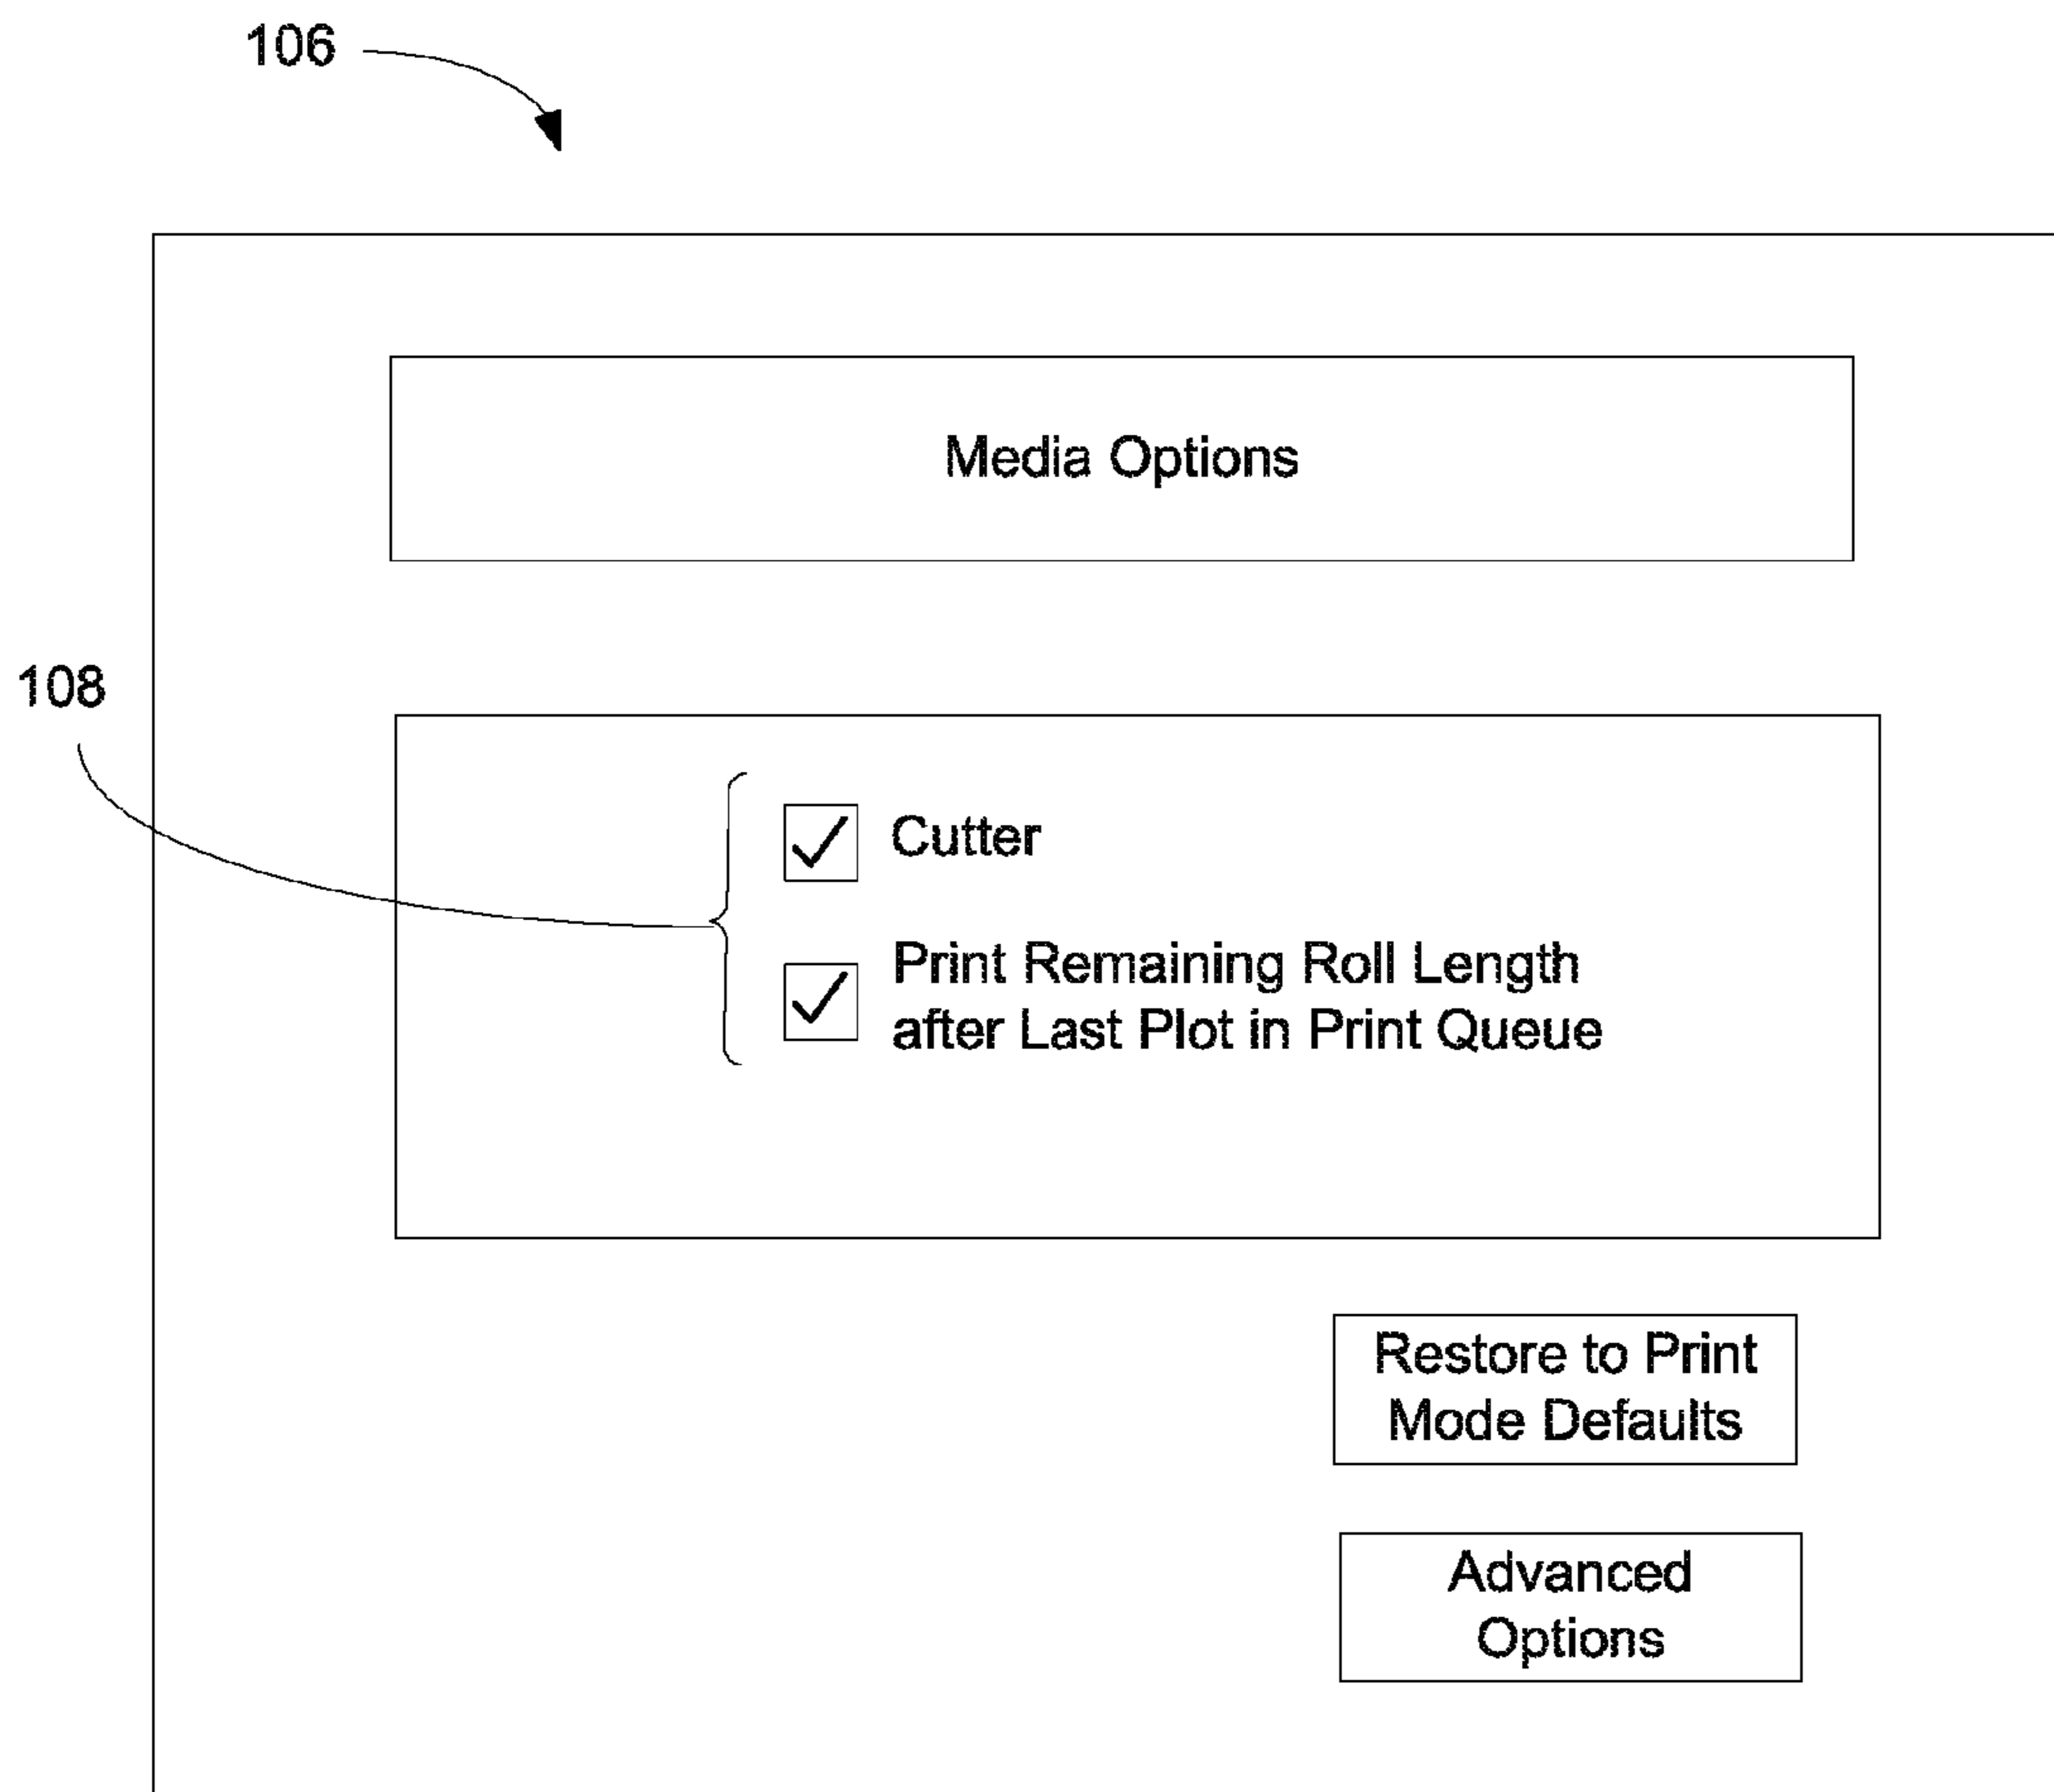 106
Media Options
108
Cutter
Print Remaining Roll Length
after Last Plot in Print Queue
Restore to Print
Mode Defaults
Advanced
Options